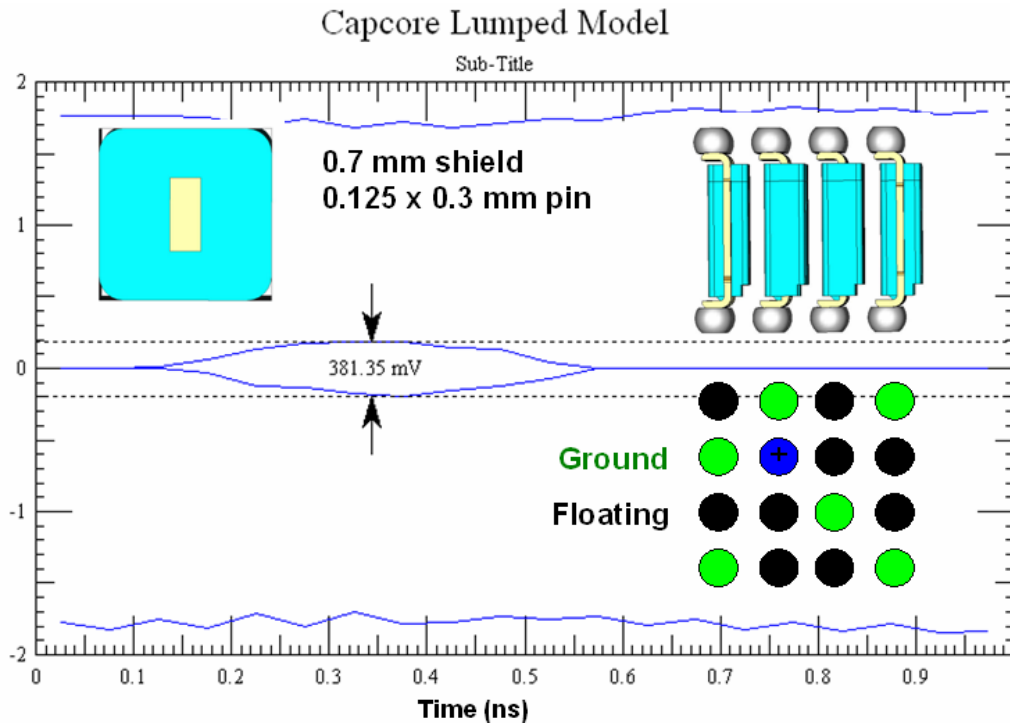 Capcore Lumped Model
Sub-Title
2
1
0
-1
-2
0.7 mm shield
0.125 x 0.3 mm pin
381.35 mV
+
Ground
Floating
0 0.1 0.2 0.3 0.4 0.5 0.6 0.7 0.8 0.9
Time (ns)